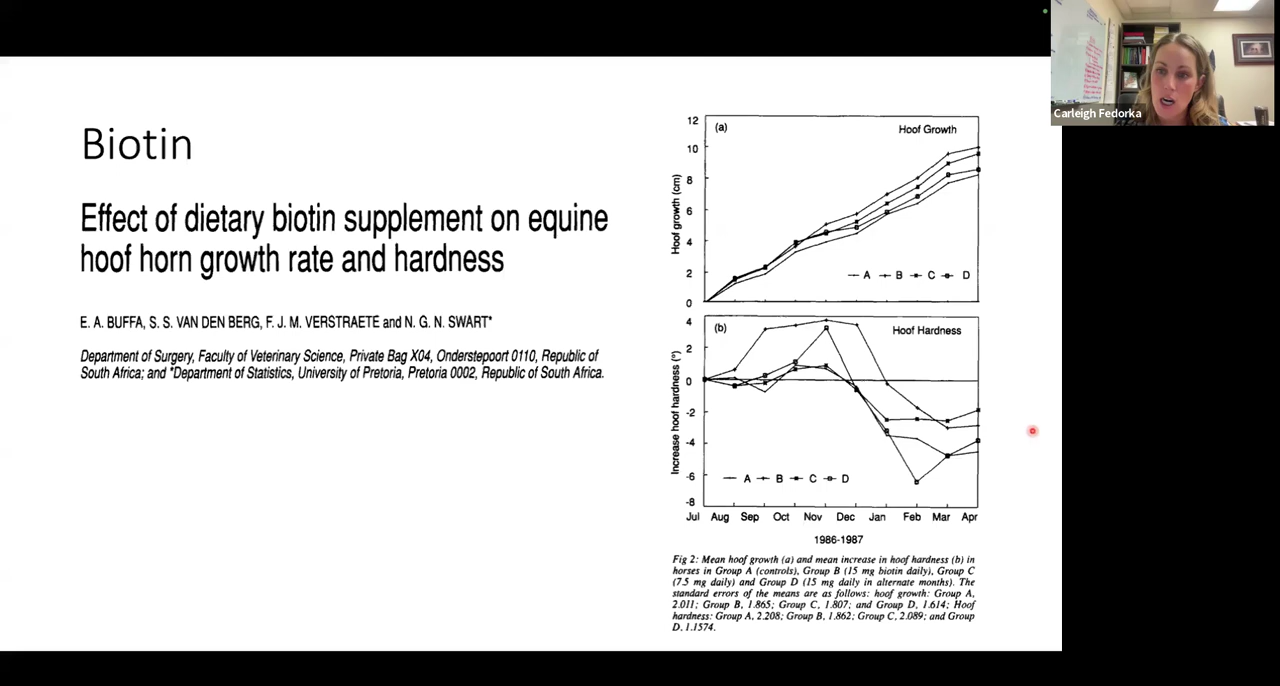 Carleigh Fedorka
Biotin
Effect of dietary biotin supplement on equine
hoof horn growth rate and hardness
E. A. BUFFA, S. S. VAN DEN BERG, F. J. M. VERSTRAETE and N. G. N. SWART*
Department of Surgery, Faculty of Veterinary Science, Private Bag X04, Onderstepoort 0110, Republic of
South Africa; and *Department of Statistics, University of Pretoria, Pretoria 0002, Republic of South Africa.
(a)
Hoof Growth
Hoof growth (cm)
12
10
8
6
4
2
0
A B C D
(b)
Hoof Hardness
Increase hoof hardness (°)
4
2
0
-2
-4
-6
-8
A B C D
Jul Aug Sep Oct Nov Dec Jan Feb Mar Apr
1986-1987
Fig 2: Mean hoof growth (a) and mean increase in hoof hardness (b) in
horses in Group A (controls), Group B (15 mg biotin daily), Group C
(7.5 mg daily) and Group D (15 mg daily in alternate months). The
standard errors of the means are as follows: hoof growth: Group A,
2.011; Group B, 1.865; Group C, 1.807; and Group D, 1.614; Hoof
hardness: Group A, 2.208; Group B, 1.862; Group C, 2.089; and Group
D, 1.1574.